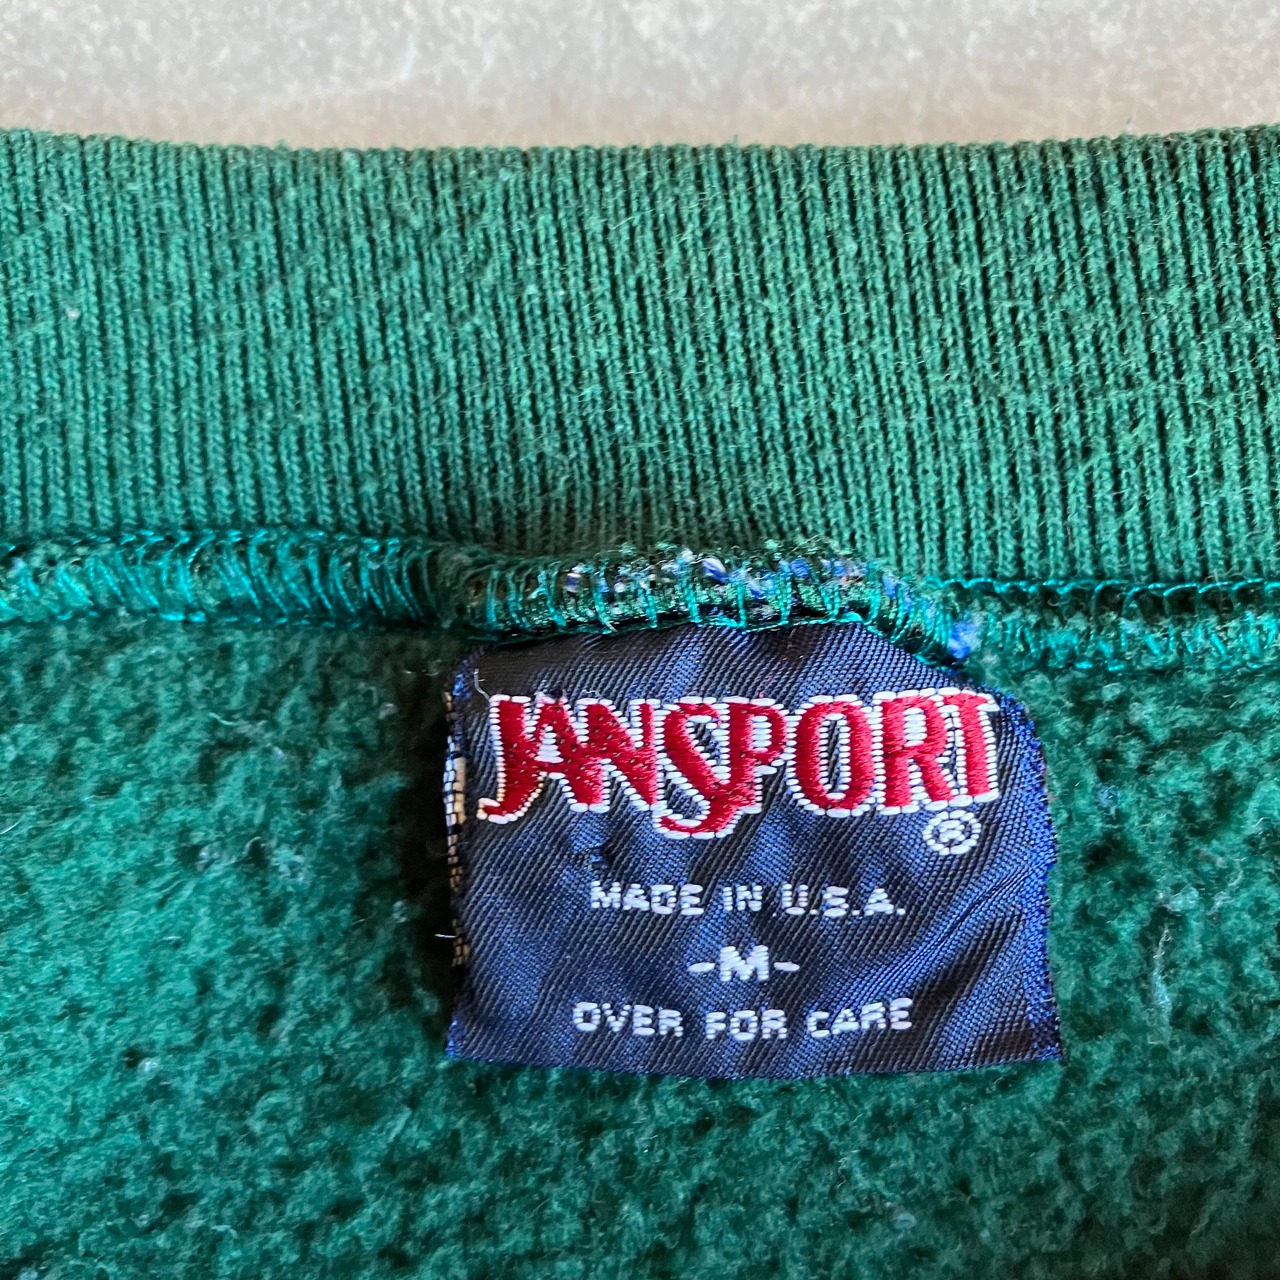 JANSPORT
®
MADE IN U.S.A.
-M-
OVER FOR CARE